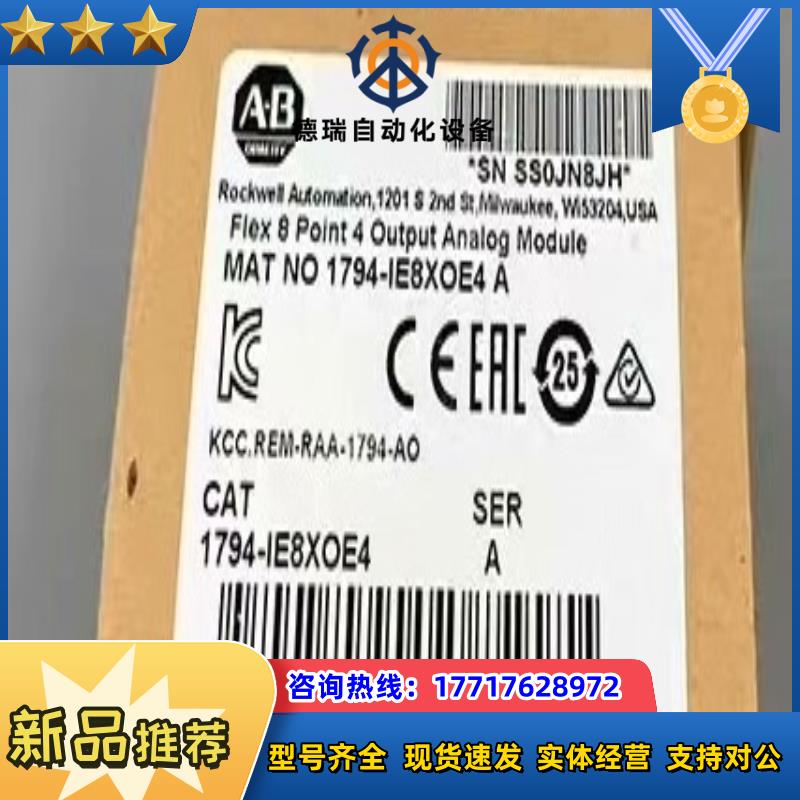 A-B
QUALITY
德瑞自动化设备
*SN SS0JN8JH*
Rockwell Automation,1201 S 2nd St,Milwaukee, Wi53204,USA
Flex 8 Point 4 Output Analog Module
MAT NO 1794-IE8XOE4 A
CE EAC 25
KCC.REM-RAA-1794-AO
CAT
SER
1794-IE8XOE4
A
咨询热线：17717628972
新品推荐
型号齐全 现货速发 实体经营 支持对公